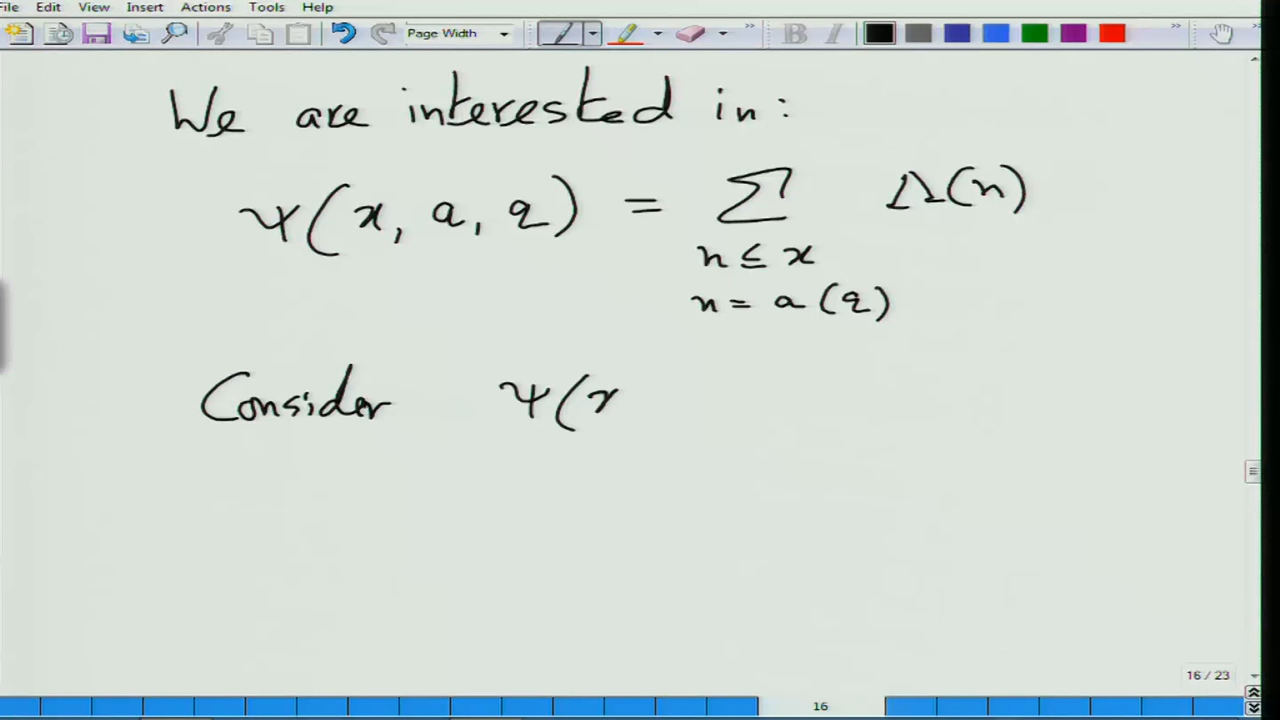 File Edit View Insert Actions Tools Help
Page Width
We are interested in:
Ψ(x, a, q) = ∑ Λ(n)
n ≤ x
n = a (q)
Consider Ψ(x
16 / 23
16